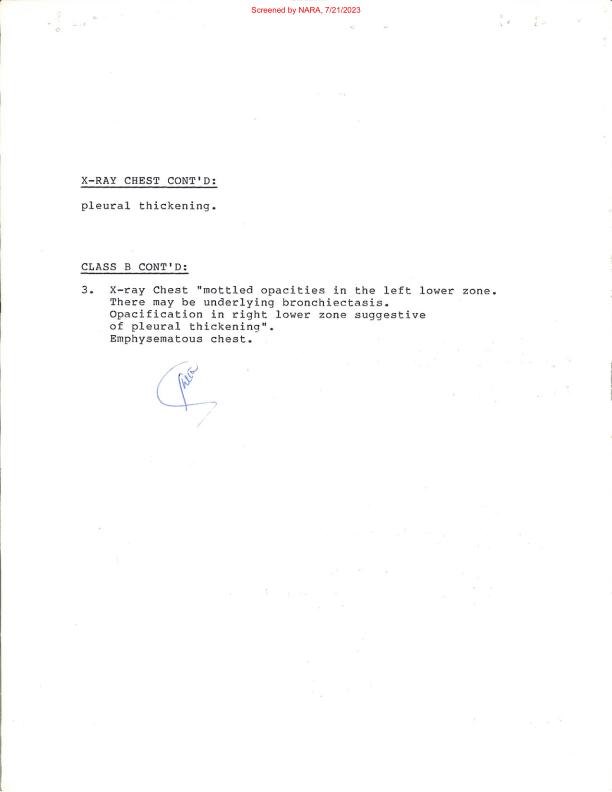 Screened by NARA, 7/21/2023
X-RAY CHEST CONT'D:
pleural thickening.
CLASS B CONT'D:
3. X-ray Chest "mottled opacities in the left lower zone.
There may be underlying bronchiectasis.
Opacification in right lower zone suggestive
of pleural thickening".
Emphysematous chest.